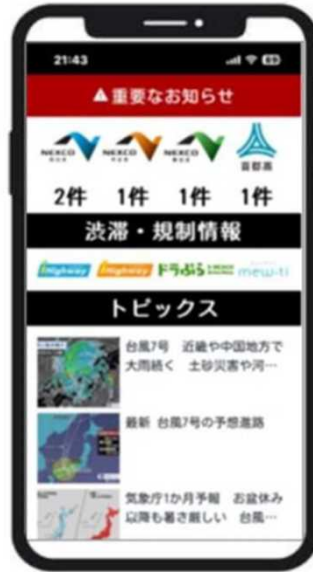 21:43
重要なお知らせ
NEXCO NEXCO NEXCO
首都高
2件 1件 1件 1件
渋滞・規制情報
iHighway iHighway ドラぷら mew-ti
トピックス
台風7号 近畿や中国地方で
大雨続く 土砂災害や河…
最新 台風7号の予想進路
気象庁1か月予報 お盆休み
以降も暑さ厳しい 台風…